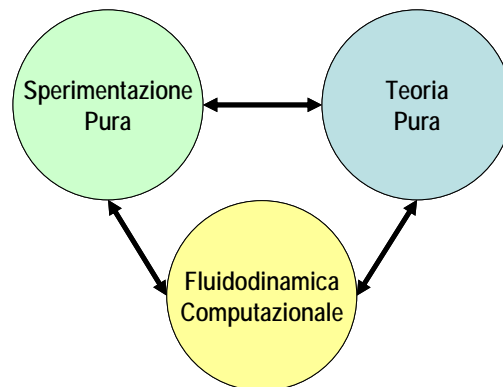 Sperimentazione
Pura
Teoria
Pura
Fluidodinamica
Computazionale